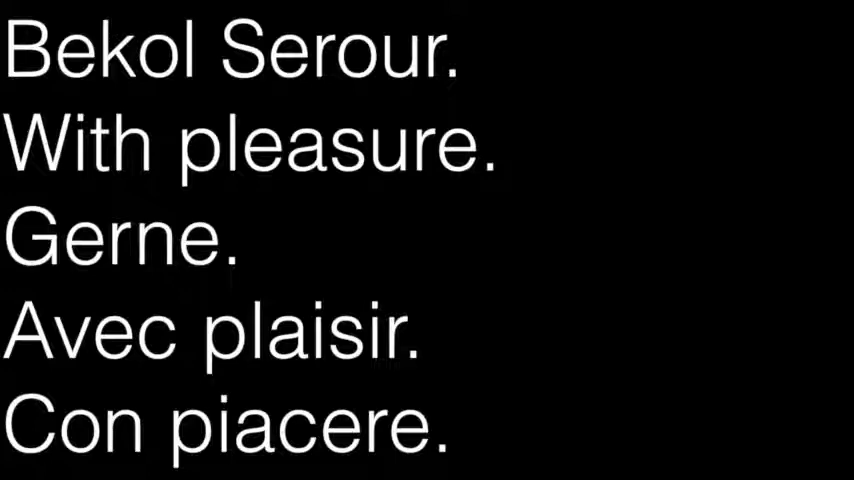 Bekol Serour.
With pleasure.
Gerne.
Avec plaisir.
Con piacere.